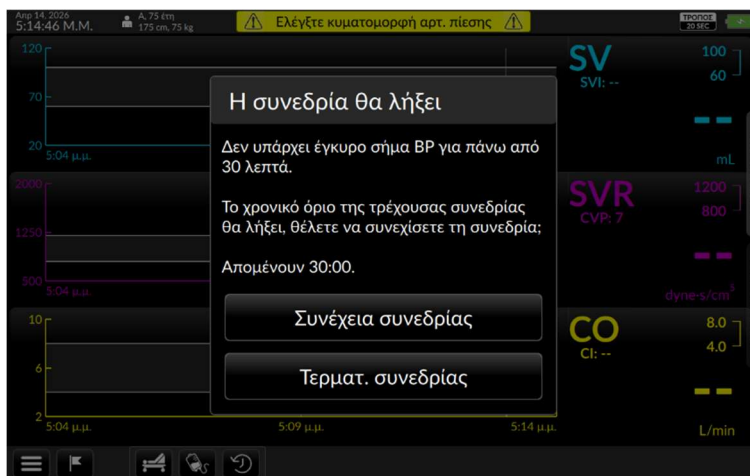 Απρ 14, 2026
5:14:46 Μ.Μ.
Α, 75 έτη
175 cm, 75 kg
Ελέγξτε κυματομορφή αρτ. πίεσης
ΤΡΟΠΟΣ
20 SEC
120
70
20
5:04 μ.μ.
SV
SVI: --
100
60
--
mL
Η συνεδρία θα λήξει
Δεν υπάρχει έγκυρο σήμα BP για πάνω από
30 λεπτά.
Το χρονικό όριο της τρέχουσας συνεδρίας
θα λήξει, θέλετε να συνεχίσετε τη συνεδρία;
Απομένουν 30:00.
Συνέχεια συνεδρίας
Τερματ. συνεδρίας
2000
1250
500
5:04 μ.μ.
SVR
CVP: 7
1200
800
--
dyne-s/cm⁵
10
6
2
5:04 μ.μ.
5:09 μ.μ.
5:14 μ.μ.
CO
CI: --
8.0
4.0
--
L/min